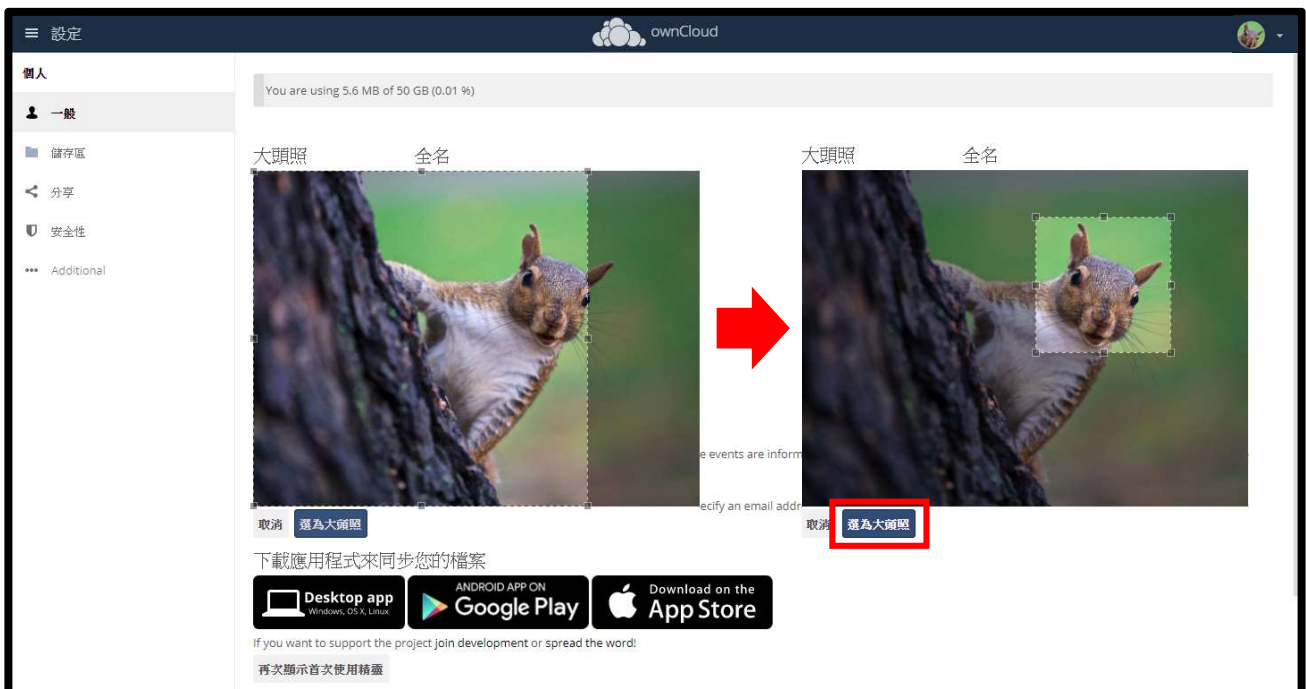 設定
ownCloud
個人
一般
儲存區
分享
安全性
Additional
You are using 5.6 MB of 50 GB (0.01 %)
大頭照 全名
大頭照 全名
e events are inform
ecify an email addr
取消 選為大頭照
取消 選為大頭照
下載應用程式來同步您的檔案
Desktop app
Windows, OS X, Linux
ANDROID APP ON
Google Play
Download on the
App Store
If you want to support the project join development or spread the word!
再次顯示首次使用精靈